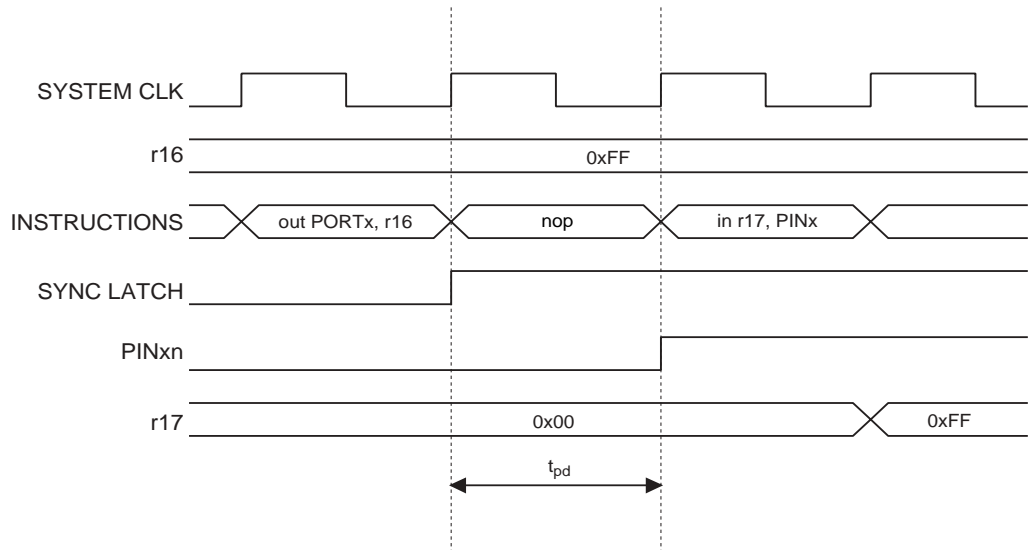 SYSTEM CLK
r16
0xFF
INSTRUCTIONS
out PORTx, r16
nop
in r17, PINx
SYNC LATCH
PINxn
r17
0x00
0xFF
tpd